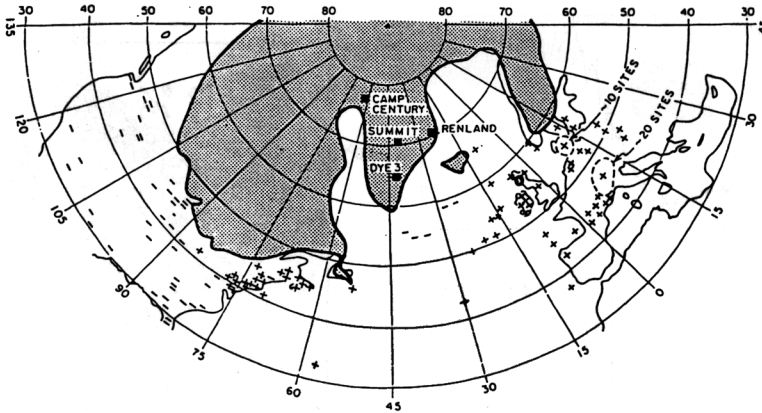 135 30 40 50 60 70 80 80 70 60 50 40 30 45
10 SITES
CAMP
CENTURY
20 SITES
120
SUMMIT
RENLAND
30
DYE 3
105
15
90
0
75
15
60
30
45